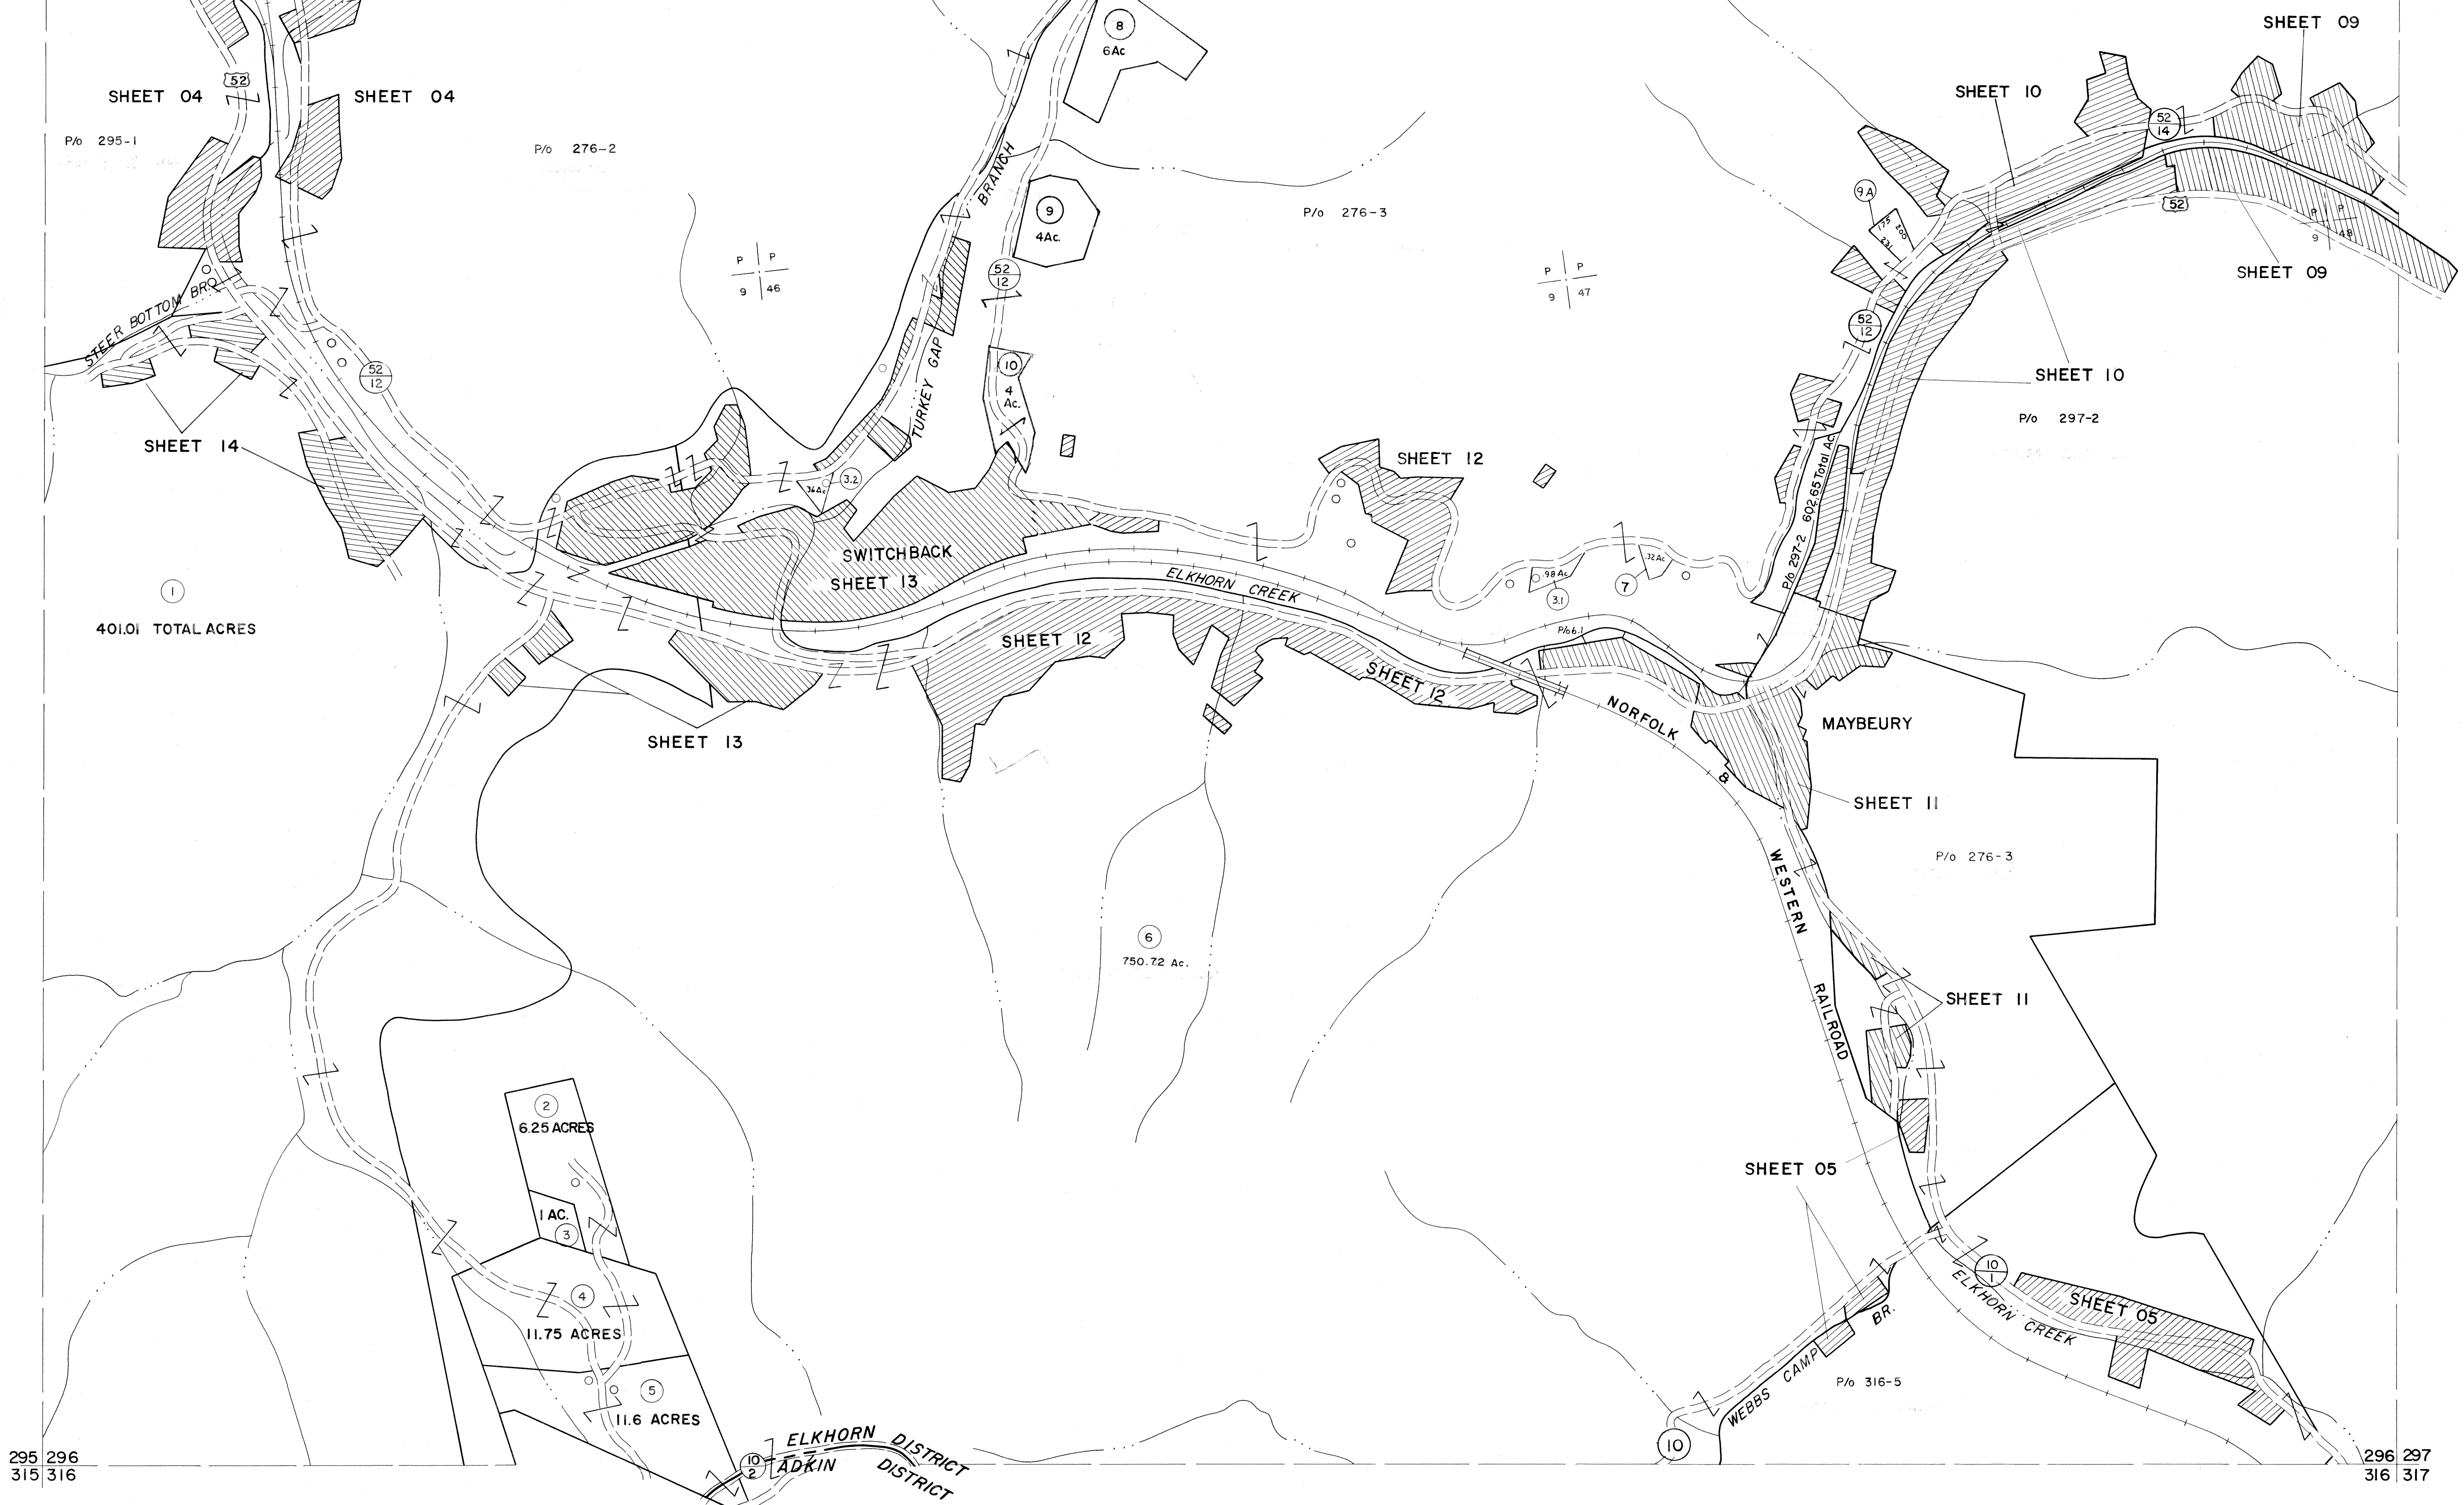 SHEET 09
8
6Ac
52
SHEET 04
SHEET 04
SHEET 10
52
14
P/o 295-1
P/o 276-2
BRANCH
9
4Ac.
P/o 276-3
9A
175
200
231
52
P P
9 48
P P
9 46
P P
9 47
SHEET 09
52
12
STEER BOTTOM BRO.
52
12
52
12
TURKEY GAP
10
4
Ac.
SHEET 10
P/o 297-2
SHEET 14
SHEET 12
3.2
.36Ac
P/o 297-2 602.65 Total Ac.
SWITCHBACK
SHEET 13
ELKHORN CREEK
.98 Ac
3.1
.32 Ac
7
1
401.01 TOTAL ACRES
P/o 6.1
SHEET 12
SHEET 12
NORFOLK & WESTERN RAILROAD
MAYBEURY
SHEET 13
SHEET 11
P/o 276-3
6
750.72 Ac.
SHEET 11
2
6.25 ACRES
SHEET 05
1 AC.
3
4
11.75 ACRES
10
1
ELKHORN CREEK
SHEET 05
WEBBS CAMP BR.
P/o 316-5
5
11.6 ACRES
10
2
ELKHORN DISTRICT
ADKIN DISTRICT
10
295 296
315 316
296 297
316 317